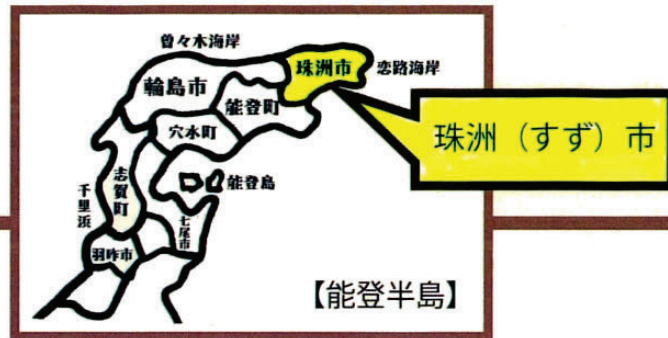 曽々木海岸
珠洲市
恋路海岸
輪島市
能登町
穴水町
珠洲（すず）市
能登島
志賀町
千里浜
七尾市
羽咋市
【能登半島】